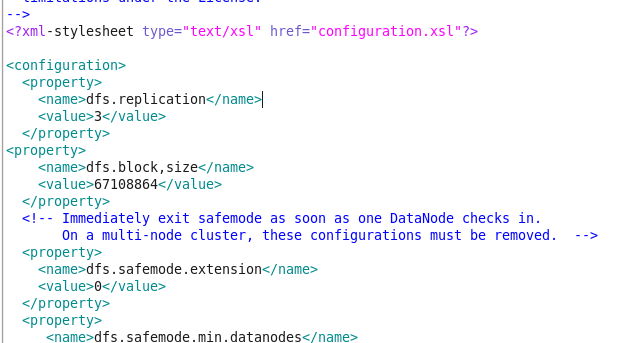 limitations under the License.
-->
<?xml-stylesheet type="text/xsl" href="configuration.xsl"?>
<configuration>
<property>
<name>dfs.replication</name>
<value>3</value>
</property>
<property>
<name>dfs.block,size</name>
<value>67108864</value>
</property>
<!-- Immediately exit safemode as soon as one DataNode checks in.
On a multi-node cluster, these configurations must be removed. -->
<property>
<name>dfs.safemode.extension</name>
<value>0</value>
</property>
<property>
<name>dfs.safemode.min.datanodes</name>